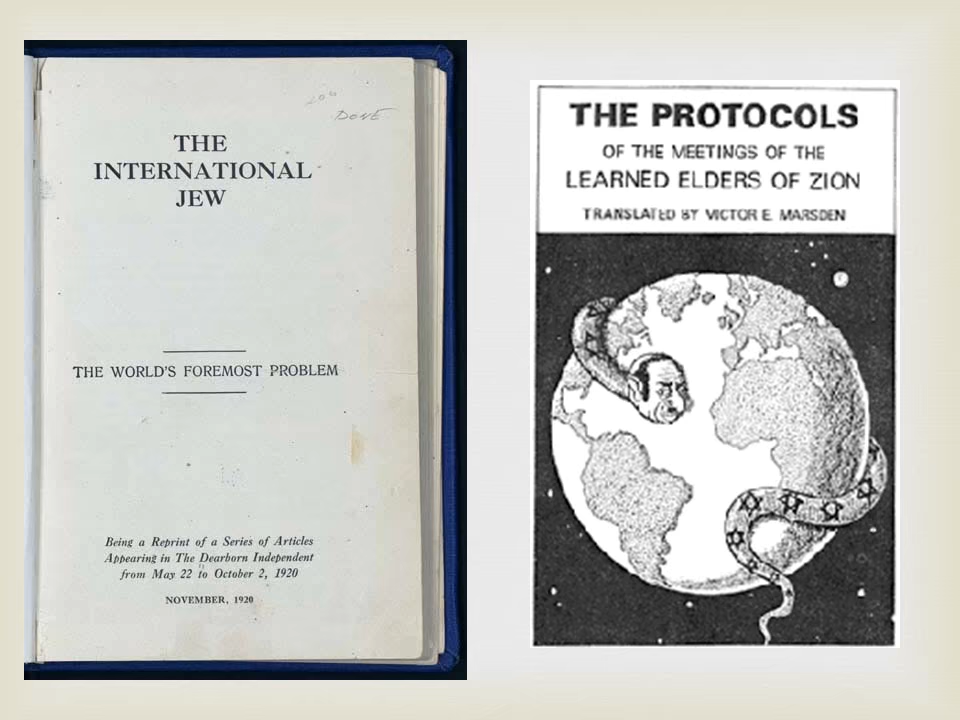 DONE
THE
INTERNATIONAL
JEW
THE WORLD'S FOREMOST PROBLEM
Being a Reprint of a Series of Articles
Appearing in The Dearborn Independent
from May 22 to October 2, 1920
NOVEMBER, 1920
THE PROTOCOLS
OF THE MEETINGS OF THE
LEARNED ELDERS OF ZION
TRANSLATED BY VICTOR E. MARSDEN